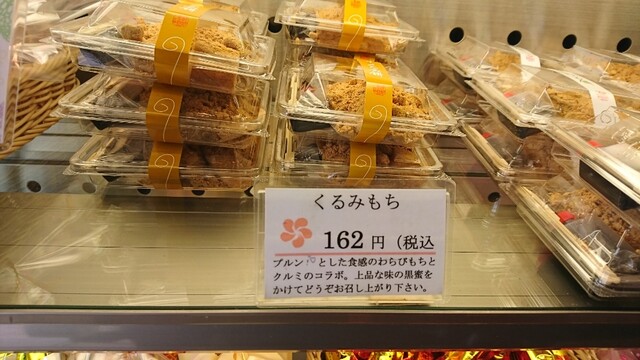 くるみもち
162円(税込
プルンっとした食感のわらびもちと
クルミのコラボ。上品な味の黒蜜を
かけてどうぞお召し上がり下さい。